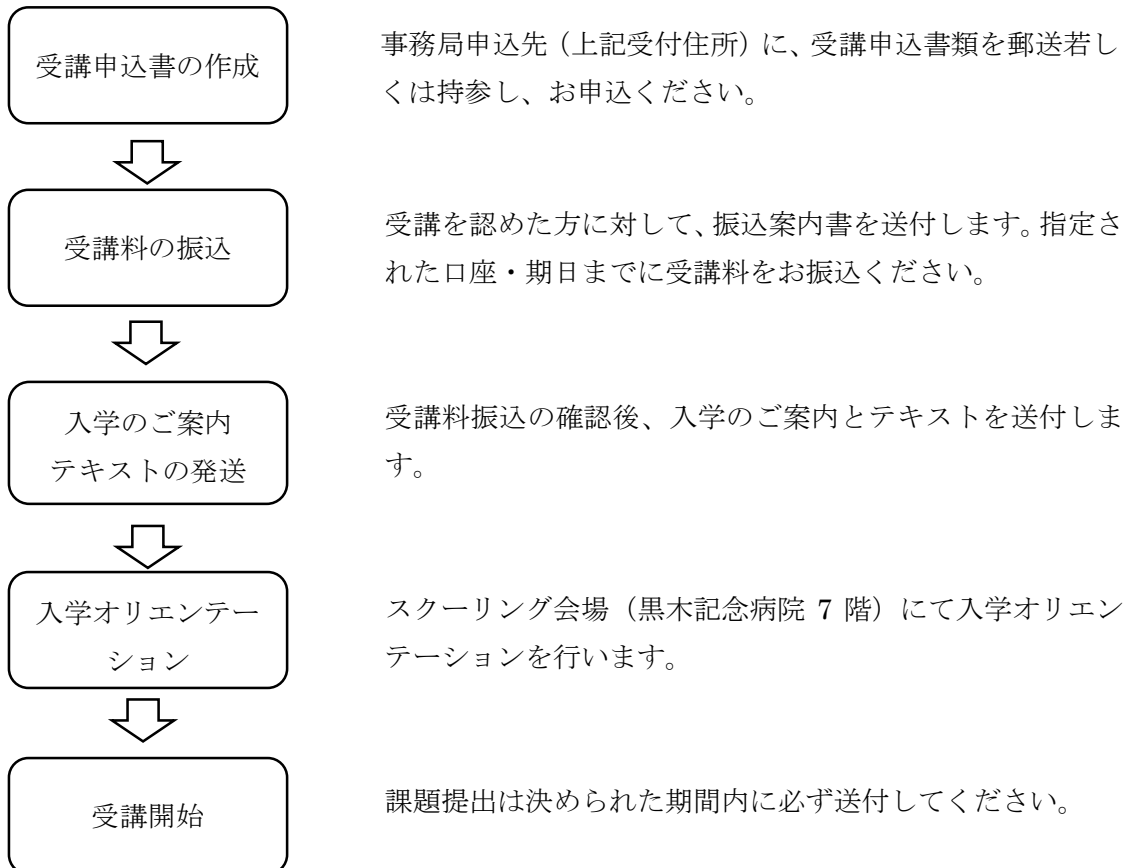 受講申込書の作成
事務局申込先（上記受付住所）に、受講申込書類を郵送若し
くは持参し、お申込ください。
受講料の振込
受講を認めた方に対して、振込案内書を送付します。指定さ
れた口座・期日までに受講料をお振込ください。
入学のご案内
テキストの発送
受講料振込の確認後、入学のご案内とテキストを送付しま
す。
入学オリエンテー
ション
スクーリング会場（黒木記念病院 7 階）にて入学オリエン
テーションを行います。
受講開始
課題提出は決められた期間内に必ず送付してください。